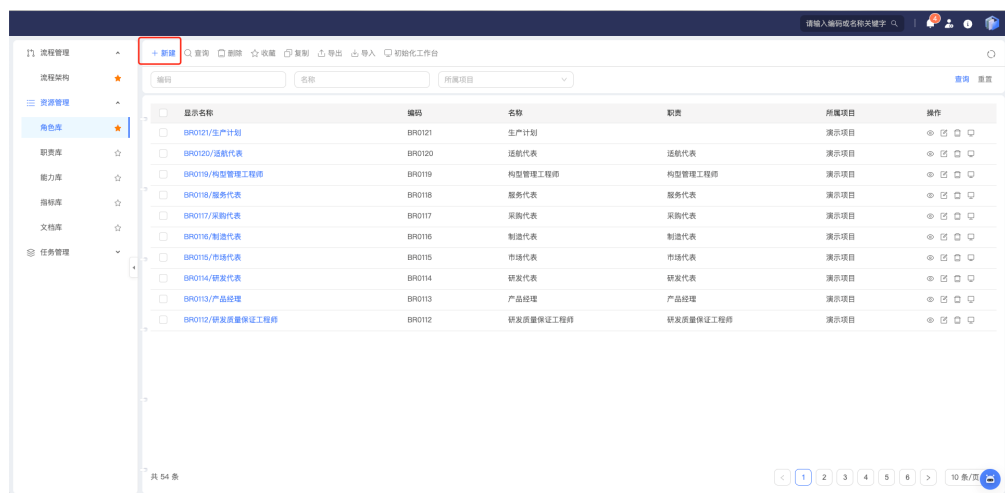 请输入编码或名称关键字
4
流程管理
流程架构
资源管理
角色库
职责库
能力库
指标库
文档库
任务管理
+ 新建 查询 删除 收藏 复制 导出 导入 初始化工作台
编码 名称 所属项目 查询 重置
显示名称 编码 名称 职责 所属项目 操作
BR0121/生产计划 BR0121 生产计划 演示项目
BR0120/适航代表 BR0120 适航代表 适航代表 演示项目
BR0119/构型管理工程师 BR0119 构型管理工程师 构型管理工程师 演示项目
BR0118/服务代表 BR0118 服务代表 服务代表 演示项目
BR0117/采购代表 BR0117 采购代表 采购代表 演示项目
BR0116/制造代表 BR0116 制造代表 制造代表 演示项目
BR0115/市场代表 BR0115 市场代表 市场代表 演示项目
BR0114/研发代表 BR0114 研发代表 研发代表 演示项目
BR0113/产品经理 BR0113 产品经理 产品经理 演示项目
BR0112/研发质量保证工程师 BR0112 研发质量保证工程师 研发质量保证工程师 演示项目
共 54 条 < 1 2 3 4 5 6 > 10 条/页